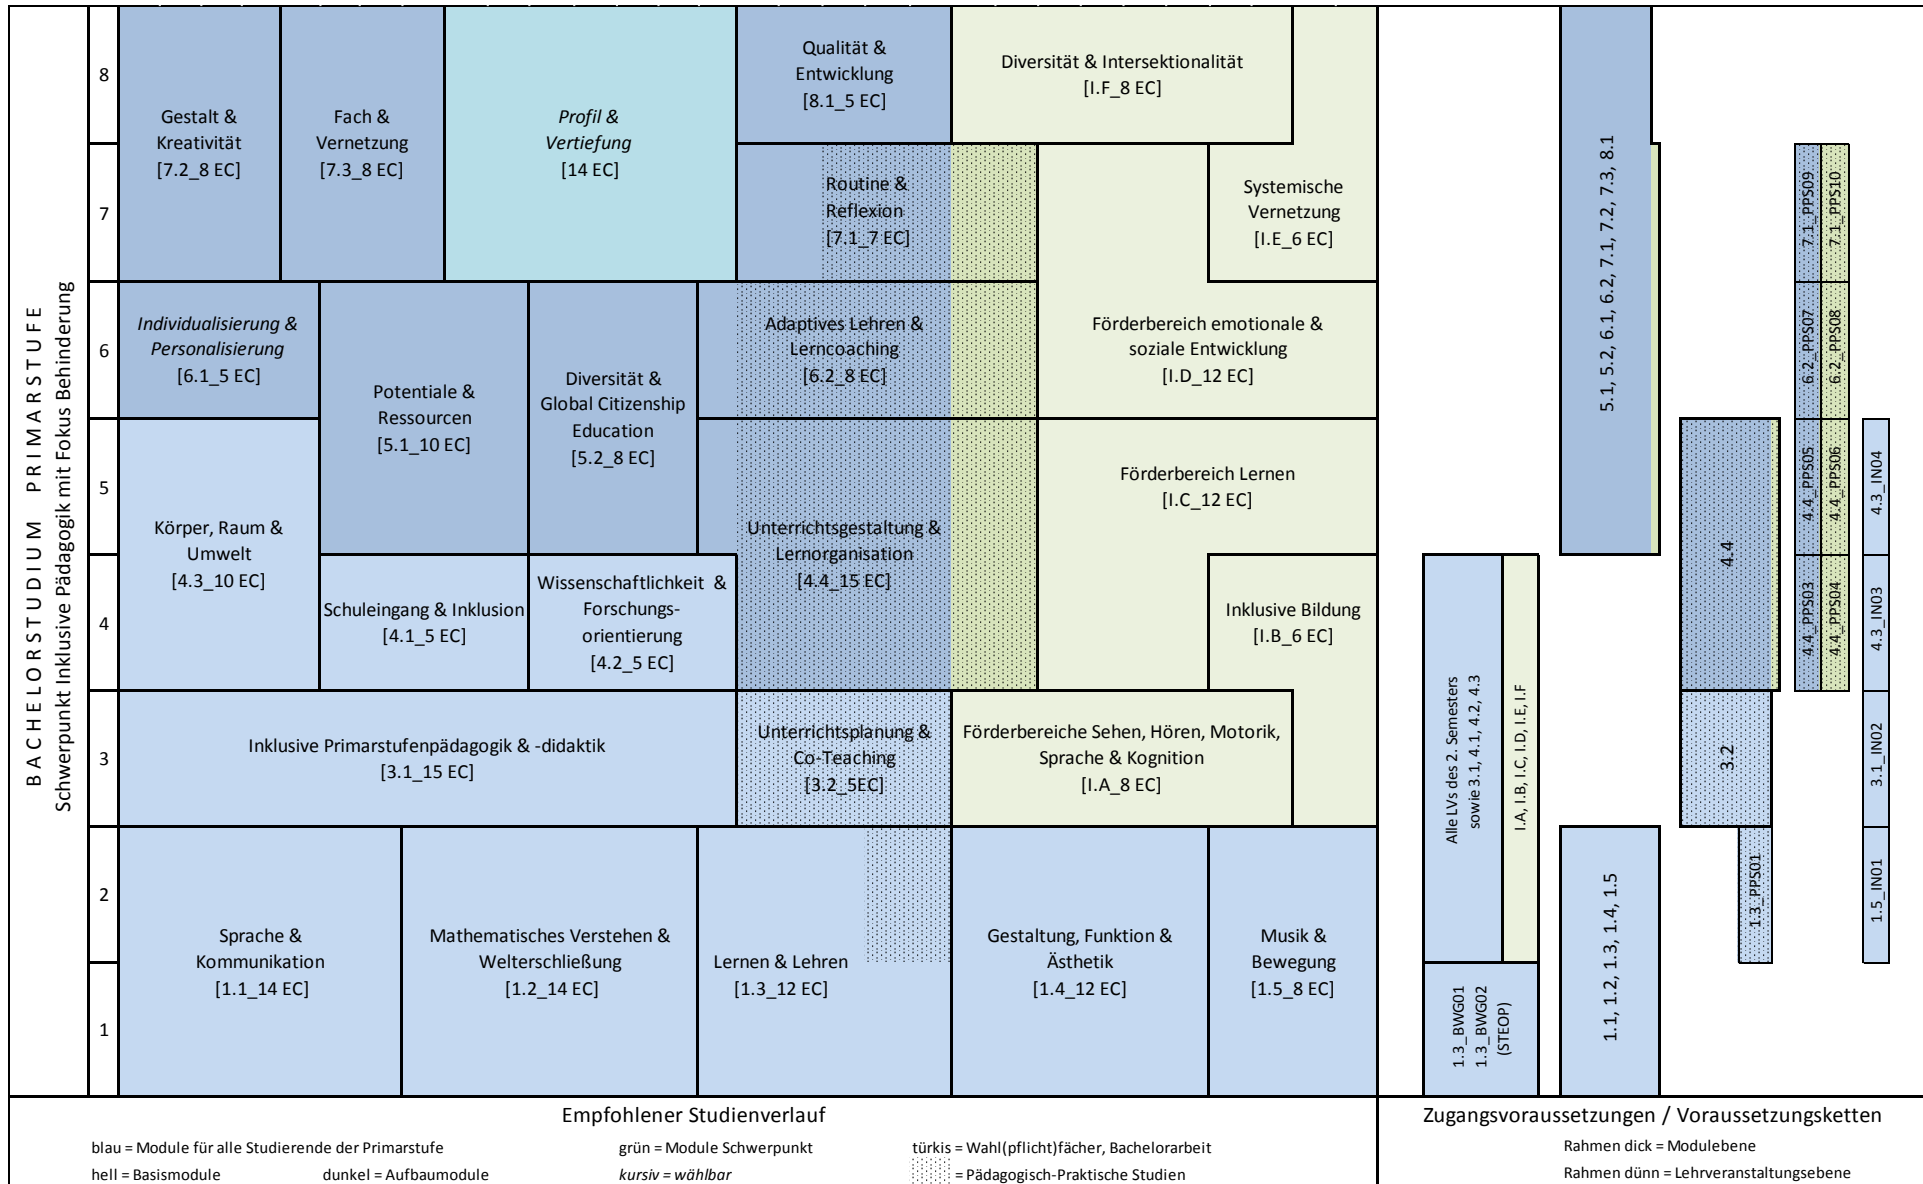 BACHELORSTUDIUM PRIMARSTUFE
Schwerpunkt Inklusive Pädagogik mit Fokus Behinderung
8
Gestalt &
Kreativität
[7.2_8 EC]
Fach &
Vernetzung
[7.3_8 EC]
Profil &
Vertiefung
[14 EC]
Qualität &
Entwicklung
[8.1_5 EC]
Diversität & Intersektionalität
[I.F_8 EC]
7
Routine &
Reflexion
[7.1_7 EC]
Systemische
Vernetzung
[I.E_6 EC]
6
Individualisierung &
Personalisierung
[6.1_5 EC]
Potentiale &
Ressourcen
[5.1_10 EC]
Diversität &
Global Citizenship
Education
[5.2_8 EC]
Adaptives Lehren &
Lerncoaching
[6.2_8 EC]
Förderbereich emotionale &
soziale Entwicklung
[I.D_12 EC]
5
Körper, Raum &
Umwelt
[4.3_10 EC]
Unterrichtsgestaltung &
Lernorganisation
[4.4_15 EC]
Förderbereich Lernen
[I.C_12 EC]
4
Schuleingang & Inklusion
[4.1_5 EC]
Wissenschaftlichkeit &
Forschungs-
orientierung
[4.2_5 EC]
Inklusive Bildung
[I.B_6 EC]
3
Inklusive Primarstufenpädagogik & -didaktik
[3.1_15 EC]
Unterrichtsplanung &
Co-Teaching
[3.2_5EC]
Förderbereiche Sehen, Hören, Motorik,
Sprache & Kognition
[I.A_8 EC]
2
1
Sprache &
Kommunikation
[1.1_14 EC]
Mathematisches Verstehen &
Welterschließung
[1.2_14 EC]
Lernen & Lehren
[1.3_12 EC]
Gestaltung, Funktion &
Ästhetik
[1.4_12 EC]
Musik &
Bewegung
[1.5_8 EC]
Alle LVs des 2. Semesters
sowie 3.1, 4.1, 4.2, 4.3
I.A, I.B, I.C, I.D, I.E, I.F
1.3_BWG01
1.3_BWG02
(STEOP)
5.1, 5.2, 6.1, 6.2, 7.1, 7.2, 7.3, 8.1
1.1, 1.2, 1.3, 1.4, 1.5
4.4
3.2
1.3_PPS01
7.1_PPS09
7.1_PPS10
6.2_PPS07
6.2_PPS08
4.4_PPS05
4.4_PPS06
4.4_PPS03
4.4_PPS04
4.3_IN04
4.3_IN03
3.1_IN02
1.5_IN01
Empfohlener Studienverlauf
blau = Module für alle Studierende der Primarstufe
grün = Module Schwerpunkt
türkis = Wahl(pflicht)fächer, Bachelorarbeit
hell = Basismodule
dunkel = Aufbaumodule
kursiv = wählbar
= Pädagogisch-Praktische Studien
Zugangsvoraussetzungen / Voraussetzungsketten
Rahmen dick = Modulebene
Rahmen dünn = Lehrveranstaltungsebene